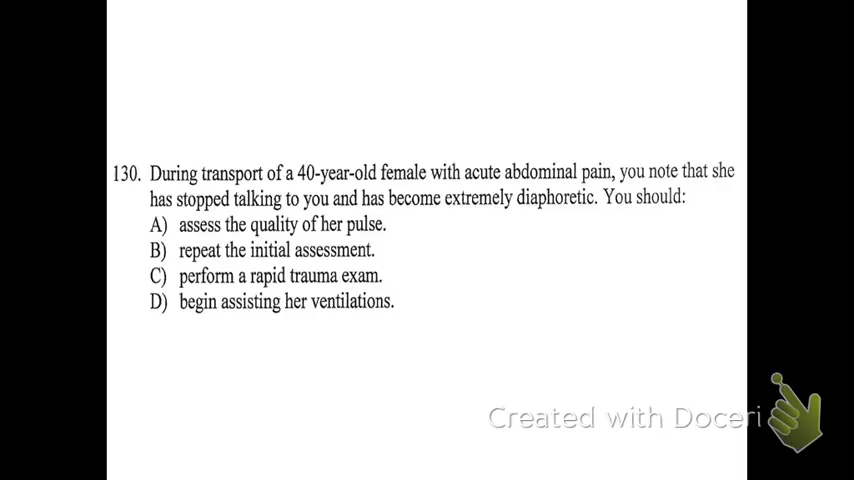 130. During transport of a 40-year-old female with acute abdominal pain, you note that she
has stopped talking to you and has become extremely diaphoretic. You should:
A) assess the quality of her pulse.
B) repeat the initial assessment.
C) perform a rapid trauma exam.
D) begin assisting her ventilations.
Created with Doceri